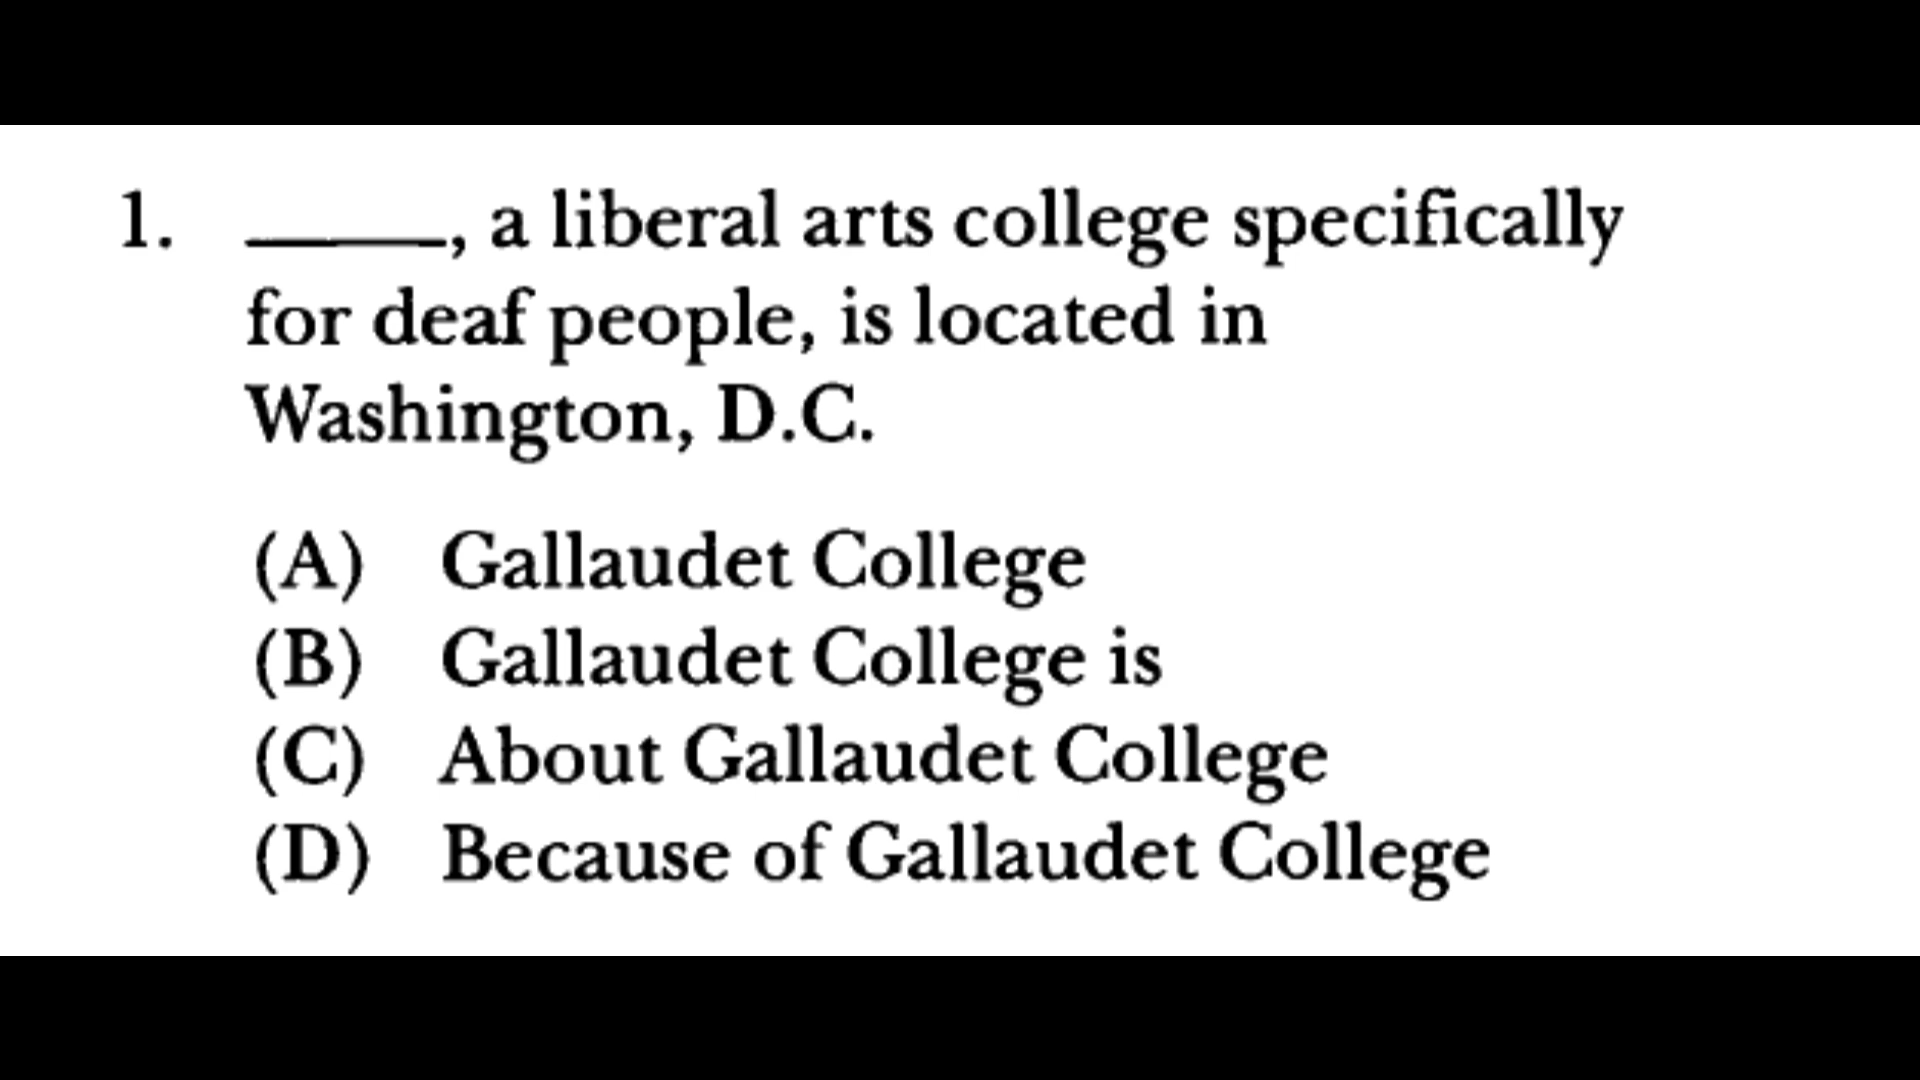 1. _____, a liberal arts college specifically
for deaf people, is located in
Washington, D.C.
(A) Gallaudet College
(B) Gallaudet College is
(C) About Gallaudet College
(D) Because of Gallaudet College